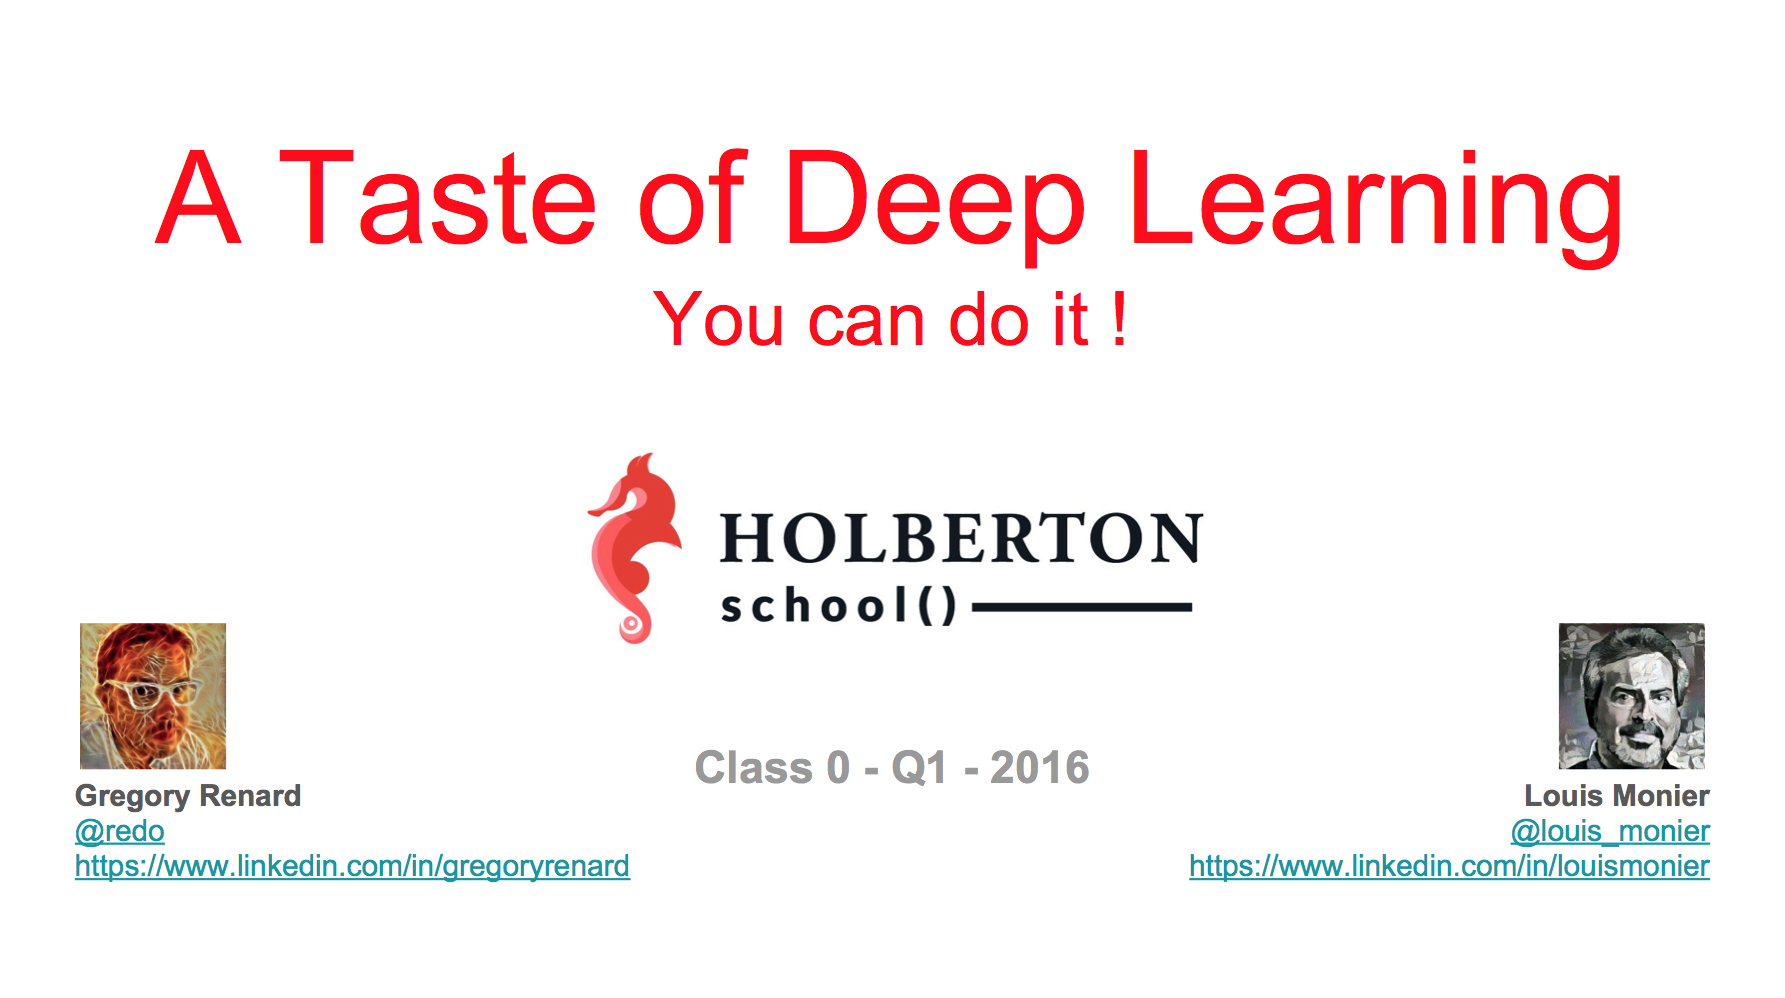 A Taste of Deep Learning
You can do it !
HOLBERTON
school()
Class 0 - Q1 - 2016
Gregory Renard
@redo
https://www.linkedin.com/in/gregoryrenard
Louis Monier
@louis_monier
https://www.linkedin.com/in/louismonier